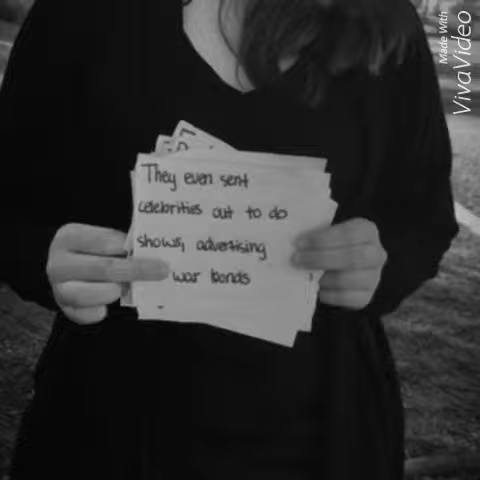 They even sent
celebrities out to do
shows, advertising
war bonds
Made With
VivaVideo